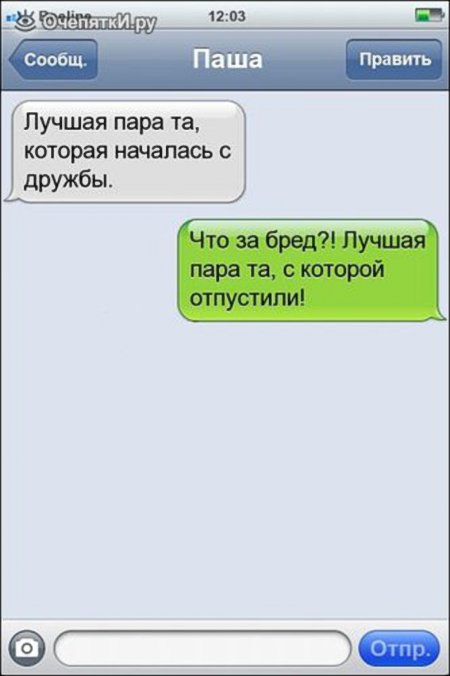 Очепятки.ру
12:03
Сообщ.
Паша
Править
Лучшая пара та,
которая началась с
дружбы.
Что за бред?! Лучшая
пара та, с которой
отпустили!
Отпр.